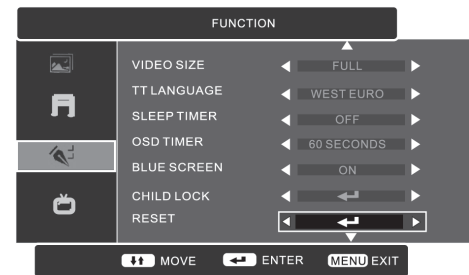 FUNCTION
VIDEO SIZE FULL
TT LANGUAGE WEST EURO
SLEEP TIMER OFF
OSD TIMER 60 SECONDS
BLUE SCREEN ON
CHILD LOCK
RESET
MOVE ENTER MENU EXIT